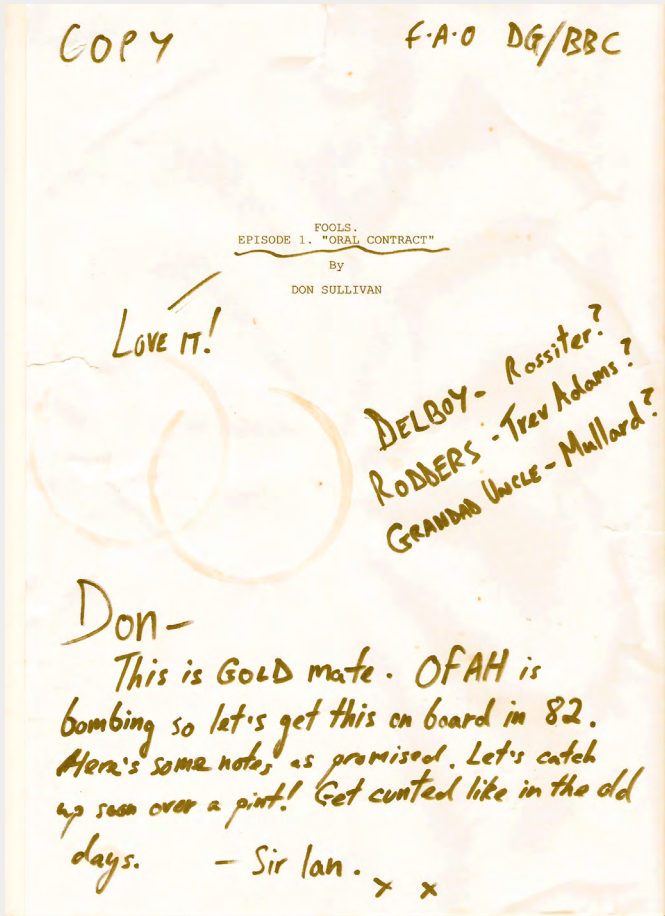 COPY
F.A.O DG/BBC
FOOLS.
EPISODE 1. "ORAL CONTRACT"
By
DON SULLIVAN
LOVE IT!
DELBOY - Rossiter?
RODDERS - Trev Adams?
GRANDAD UNCLE - Mullard?
Don -
This is GOLD mate. OFAH is
bombing so let's get this on board in 82.
Here's some notes as promised. Let's catch
up soon over a pint! Get cunted like in the old
days. - Sir Ian.
x x